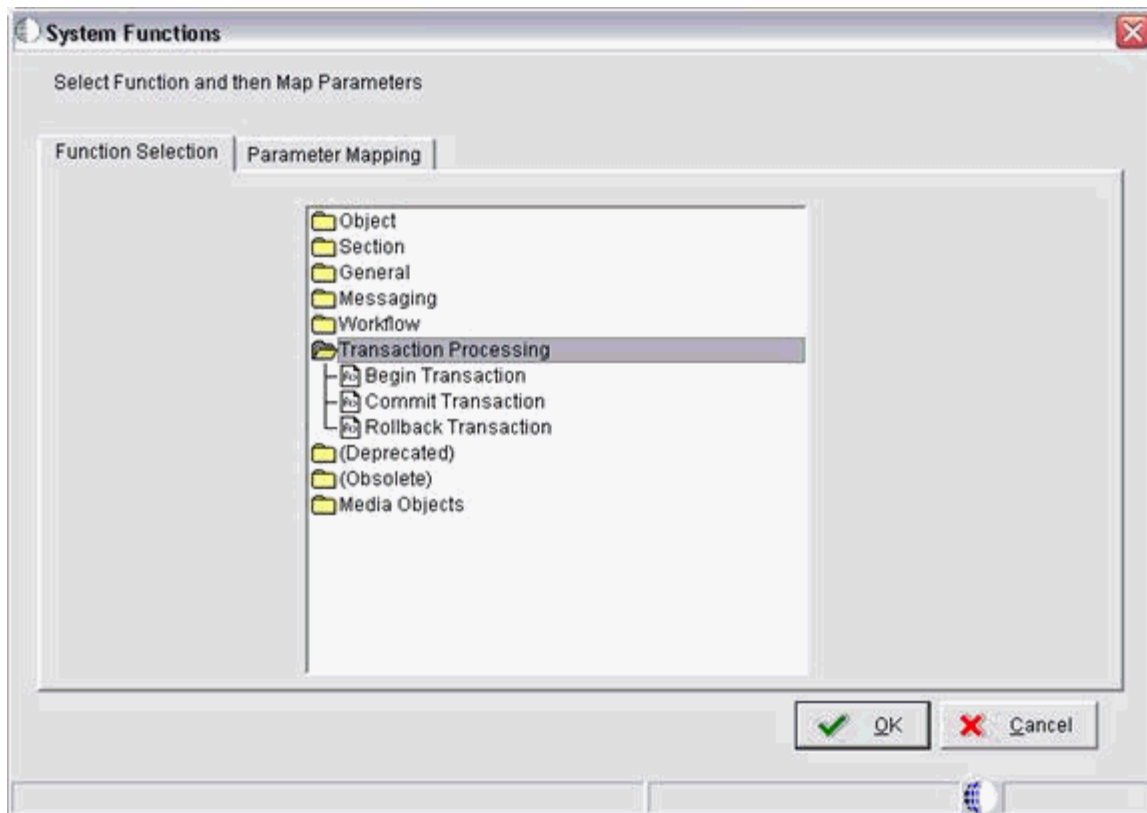 System Functions
Select Function and then Map Parameters
Function Selection
Parameter Mapping
Object
Section
General
Messaging
Workflow
Transaction Processing
Begin Transaction
Commit Transaction
Rollback Transaction
(Deprecated)
(Obsolete)
Media Objects
OK
Cancel